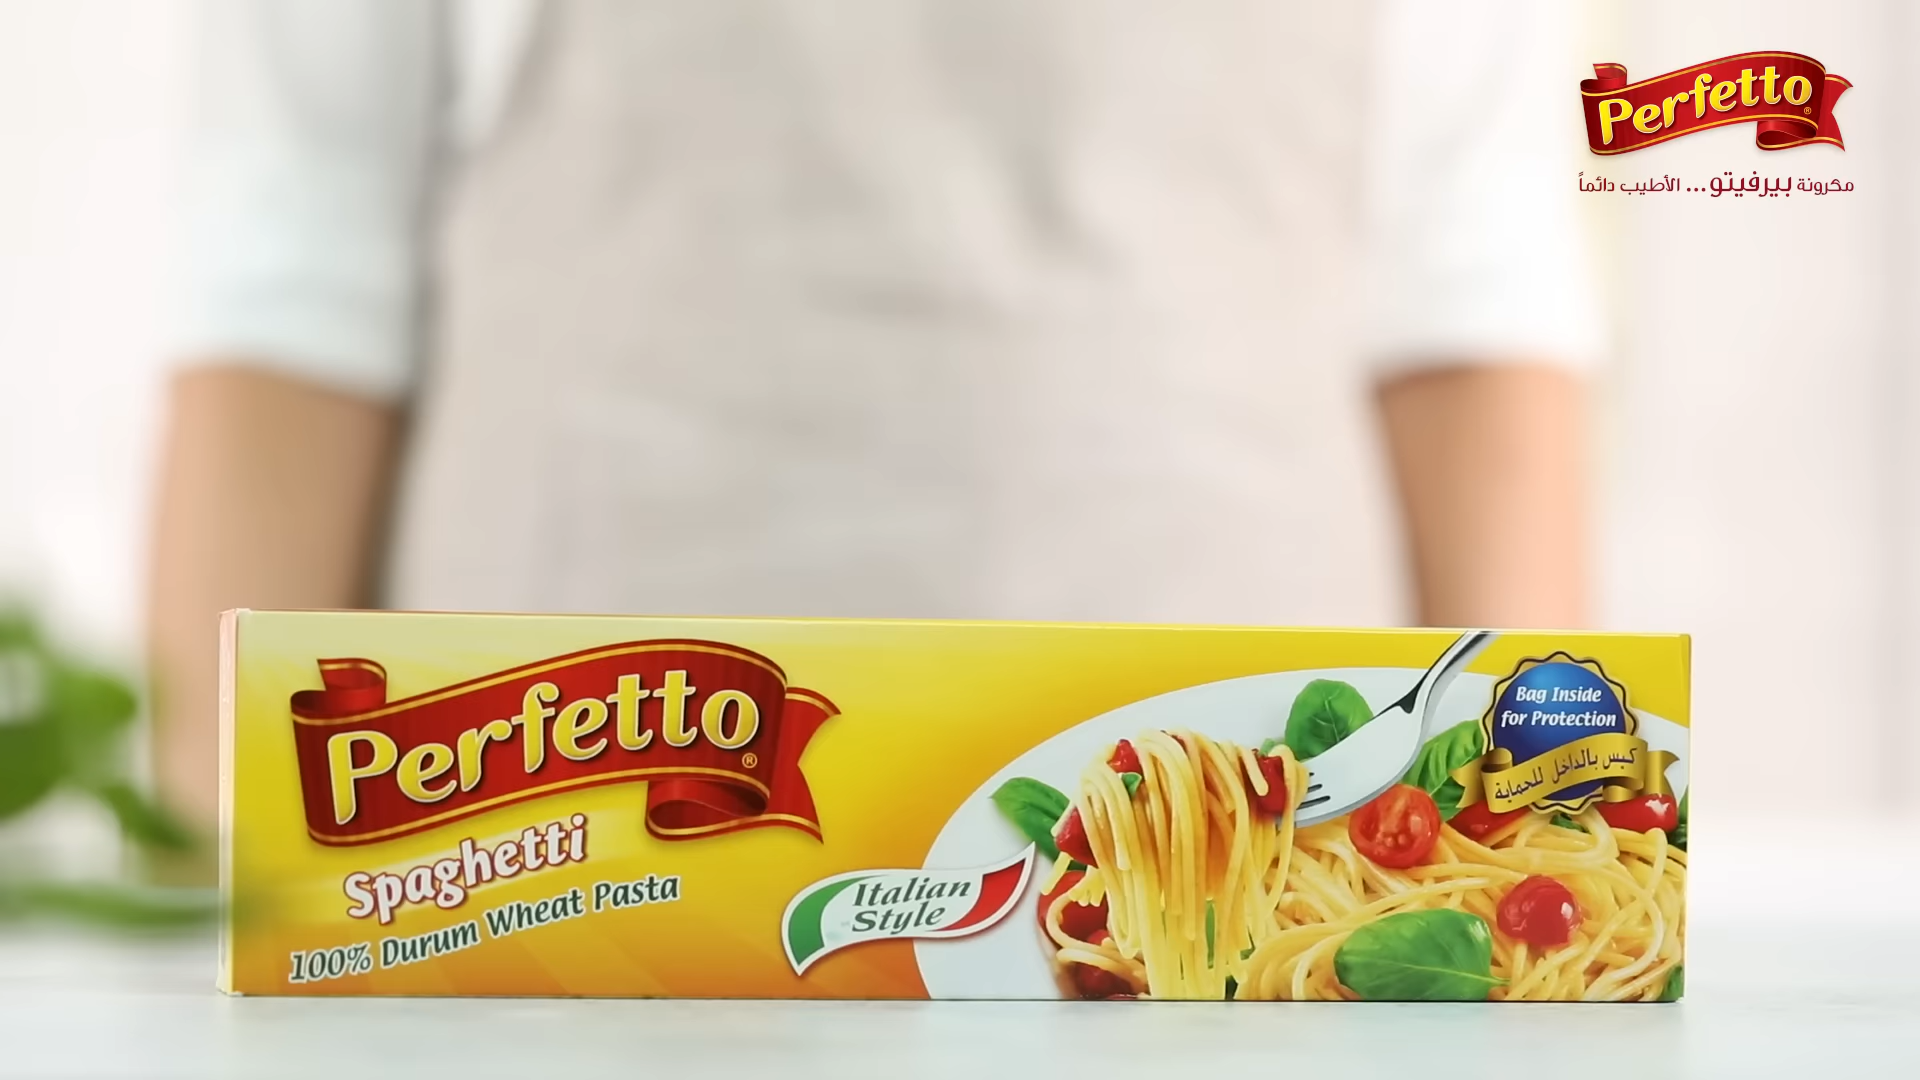 Perfetto®
مكرونة بيرفيتو... الأطيب دائماً
Perfetto®
Spaghetti
100% Durum Wheat Pasta
Italian
Style
Bag Inside
for Protection
كيس بالداخل للحماية